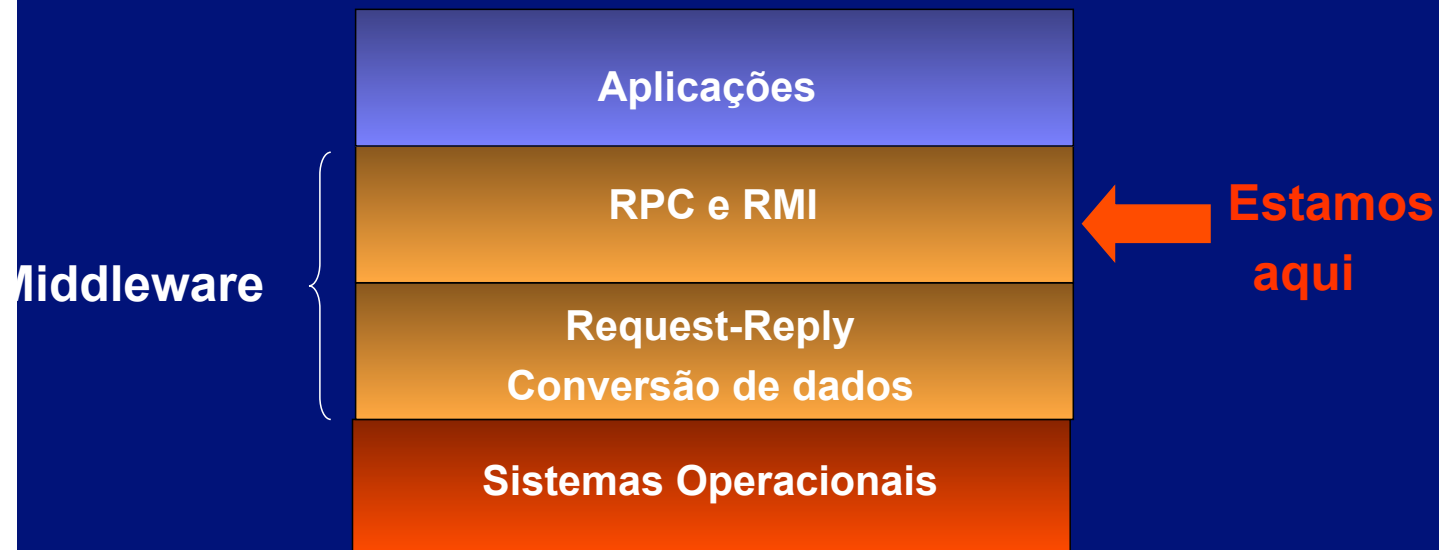 Aplicações
RPC e RMI
Estamos
aqui
Middleware
Request-Reply
Conversão de dados
Sistemas Operacionais